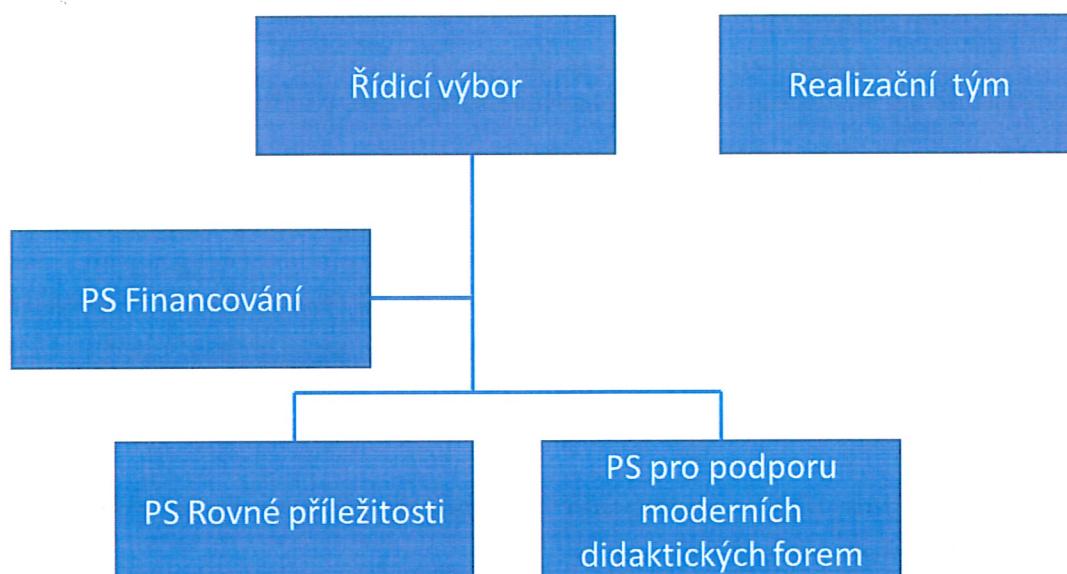 Řídicí výbor
Realizační tým
PS Financování
PS Rovné příležitosti
PS pro podporu
moderních
didaktických forem